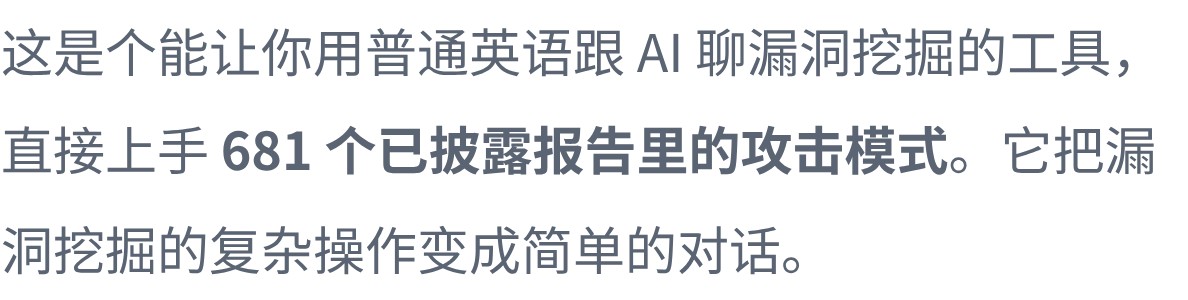 这是个能让你用普通英语跟 AI 聊漏洞挖掘的工具，
直接上手 681 个已披露报告里的攻击模式。它把漏
洞挖掘的复杂操作变成简单的对话。